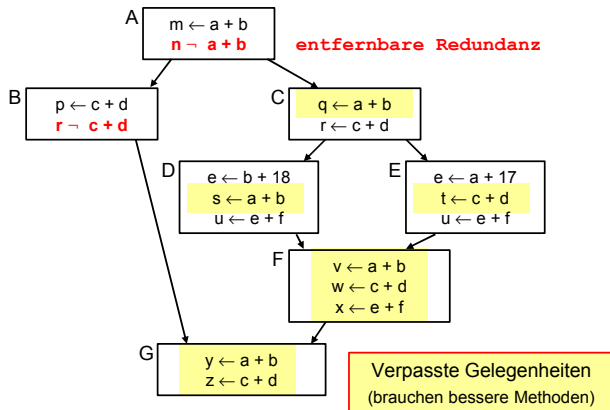 A
m ← a + b
n ¬ a + b
entfernbare Redundanz
B
p ← c + d
r ¬ c + d
C
q ← a + b
r ← c + d
D
e ← b + 18
s ← a + b
u ← e + f
E
e ← a + 17
t ← c + d
u ← e + f
F
v ← a + b
w ← c + d
x ← e + f
G
y ← a + b
z ← c + d
Verpasste Gelegenheiten
(brauchen bessere Methoden)